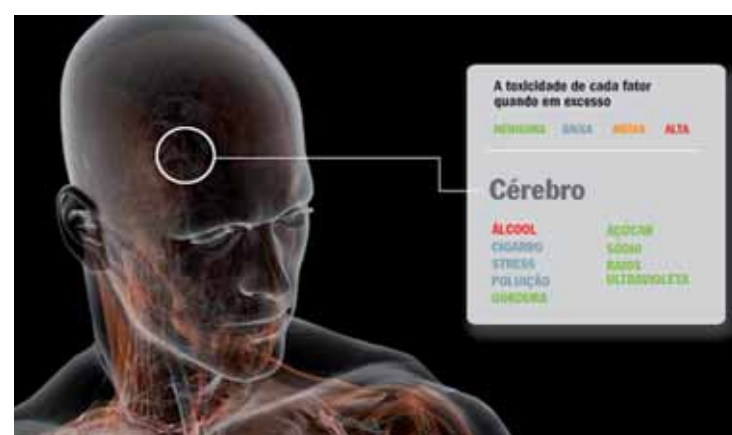 A toxicidade de cada fator
quando em excesso
NENHUMA BAIXA MÉDIA ALTA
Cérebro
ÁLCOOL
CIGARRO
STRESS
POLUIÇÃO
GORDURA
AÇÚCAR
SÓDIO
RAIOS
ULTRAVIOLETA